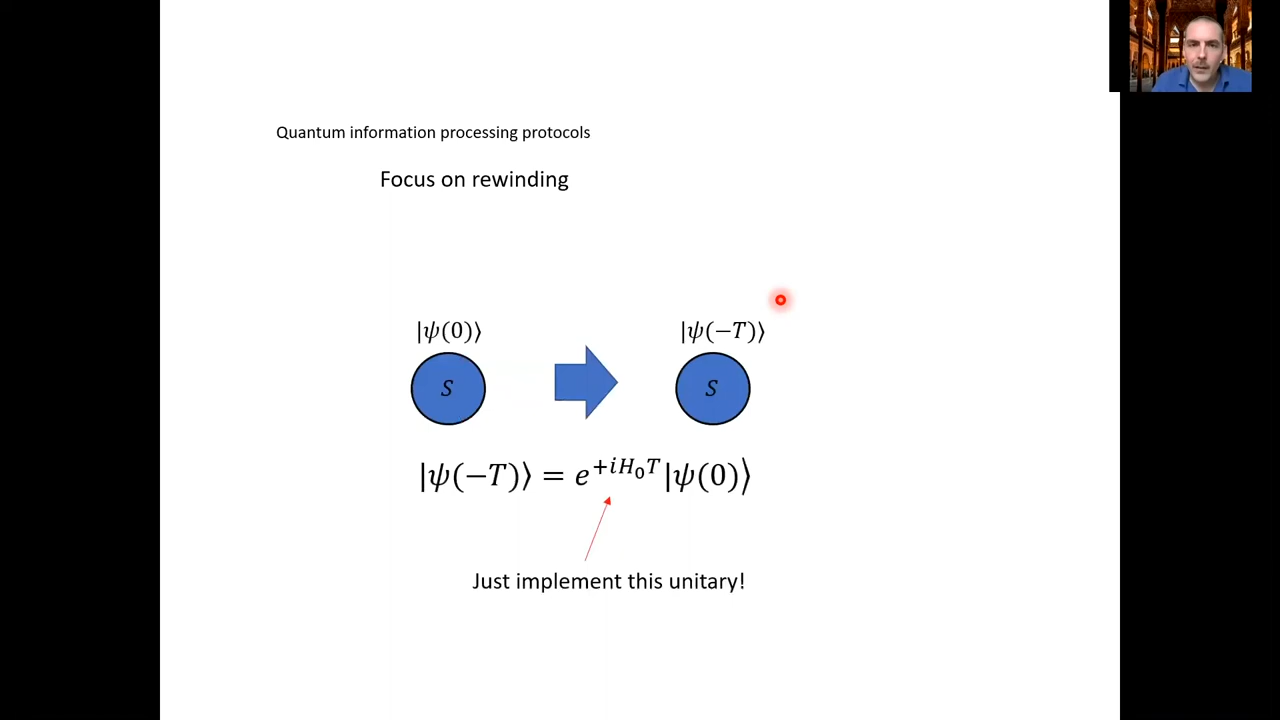 Quantum information processing protocols
Focus on rewinding
|ψ(0)⟩
|ψ(−T)⟩
S
S
|ψ(−T)⟩ = e^{+iH₀T}|ψ(0)⟩
Just implement this unitary!